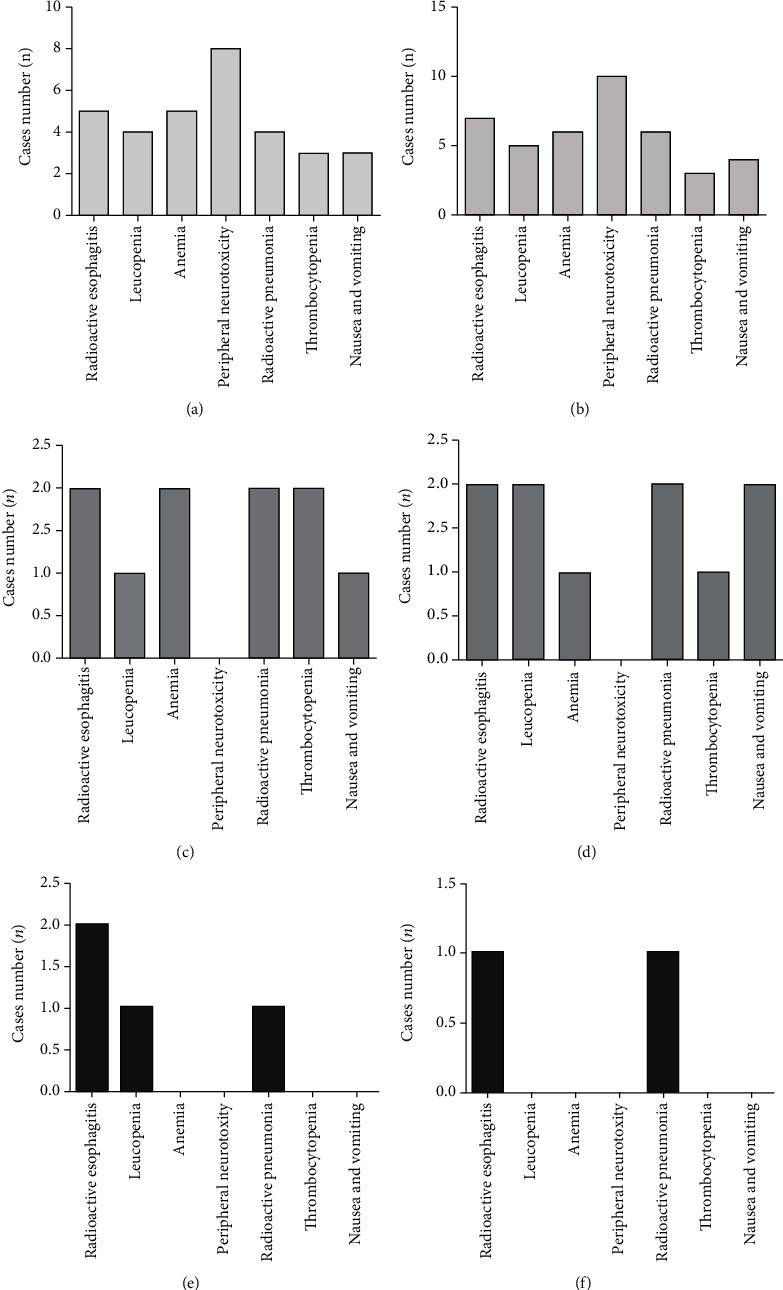 10
8
6
4
2
0
Cases number (n)
Radioactive esophagitis
Leucopenia
Anemia
Peripheral neurotoxicity
Radioactive pneumonia
Thrombocytopenia
Nausea and vomiting
(a)
15
10
5
0
Cases number (n)
Radioactive esophagitis
Leucopenia
Anemia
Peripheral neurotoxicity
Radioactive pneumonia
Thrombocytopenia
Nausea and vomiting
(b)
2.5
2.0
2.5
1.0
0.5
0.0
Cases number (n)
Radioactive esophagitis
Leucopenia
Anemia
Peripheral neurotoxicity
Radioactive pneumonia
Thrombocytopenia
Nausea and vomiting
(c)
2.5
2.0
2.5
1.0
0.5
0.0
Cases number (n)
Radioactive esophagitis
Leucopenia
Anemia
Peripheral neurotoxicity
Radioactive pneumonia
Thrombocytopenia
Nausea and vomiting
(d)
2.5
2.0
1.5
1.0
0.5
0.0
Cases number (n)
Radioactive esophagitis
Leucopenia
Anemia
Peripheral neurotoxity
Radioactive pneumonia
Thrombocytopenia
Nausea and vomiting
(e)
1.5
1.0
0.5
0.0
Cases number (n)
Radioactive esophagitis
Leucopenia
Anemia
Peripheral neurotoxity
Radioactive pneumonia
Thrombocytopenia
Nausea and vomiting
(f)